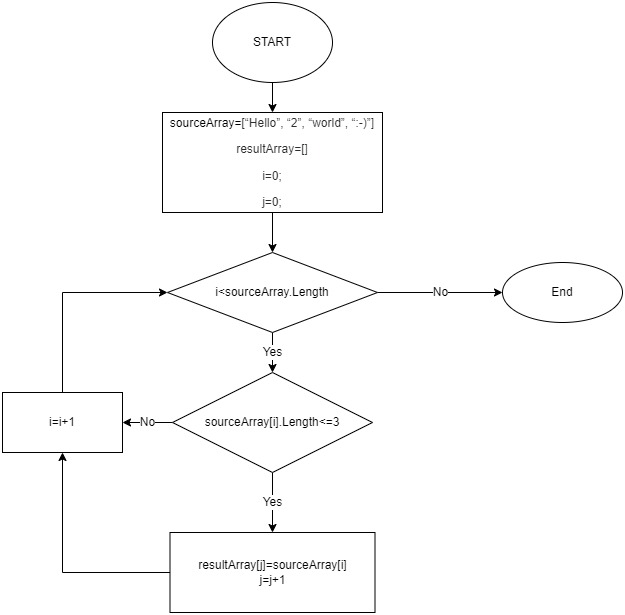 START
sourceArray=[“Hello”, “2”, “world”, “:-)”]
resultArray=[]
i=0;
j=0;
i<sourceArray.Length
No
End
Yes
sourceArray[i].Length<=3
No
i=i+1
Yes
resultArray[j]=sourceArray[i]
j=j+1